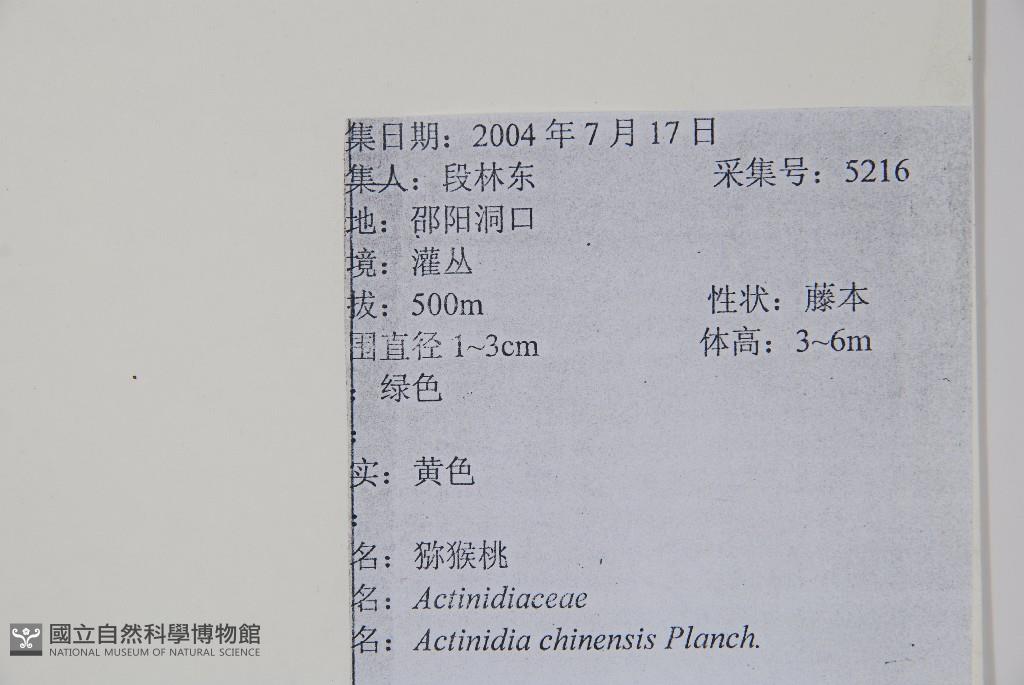 集日期：2004 年 7 月 17 日
集人：段林东 采集号：5216
地：邵阳洞口
境：灌丛
拔：500m 性状：藤本
围直径 1~3cm 体高：3~6m
：绿色
：
实：黄色
：
名：猕猴桃
名：Actinidiaceae
名：Actinidia chinensis Planch.
國立自然科學博物館
NATIONAL MUSEUM OF NATURAL SCIENCE